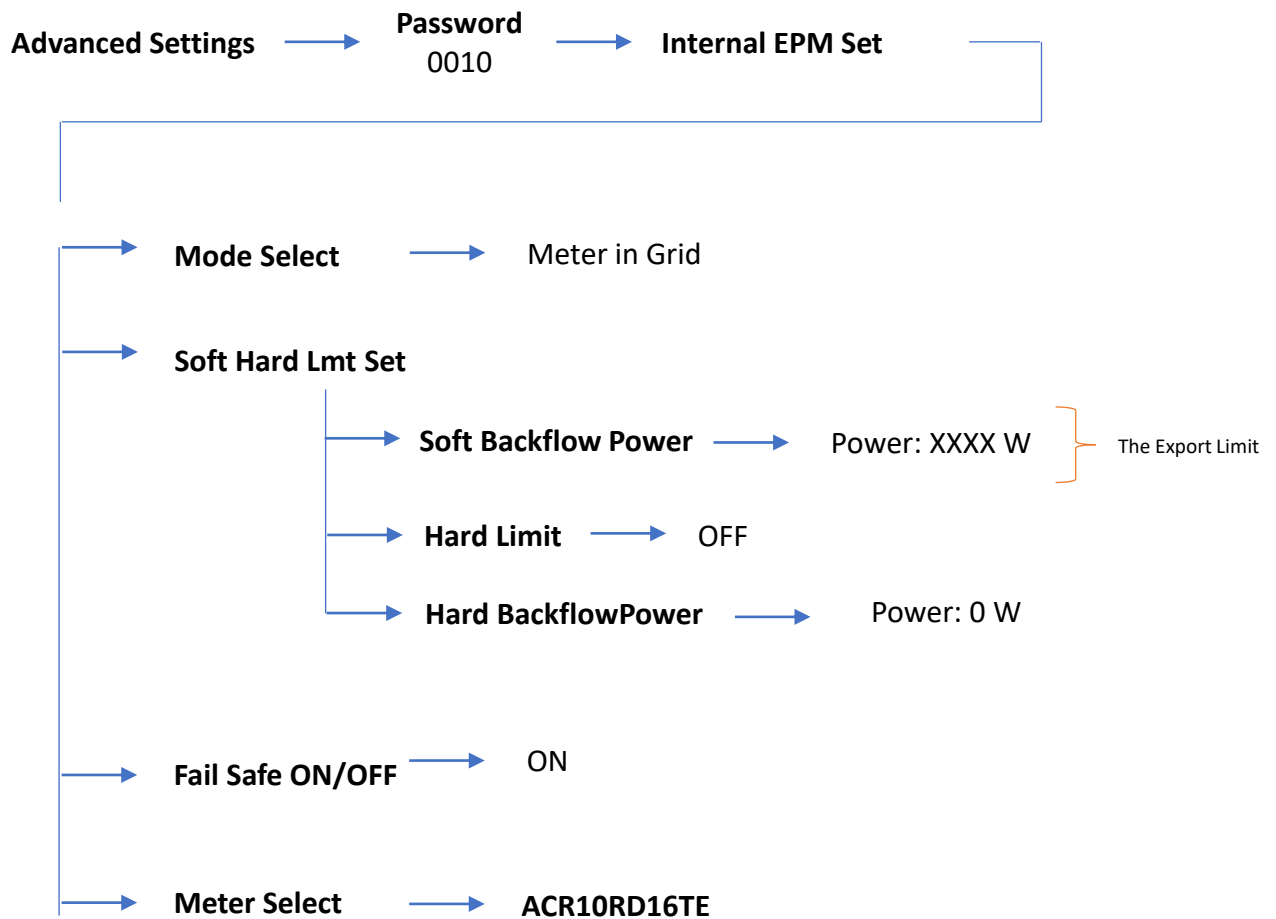 Advanced Settings
Password
0010
Internal EPM Set
Mode Select
Meter in Grid
Soft Hard Lmt Set
Soft Backflow Power
Power: XXXX W
The Export Limit
Hard Limit
OFF
Hard BackflowPower
Power: 0 W
Fail Safe ON/OFF
ON
Meter Select
ACR10RD16TE